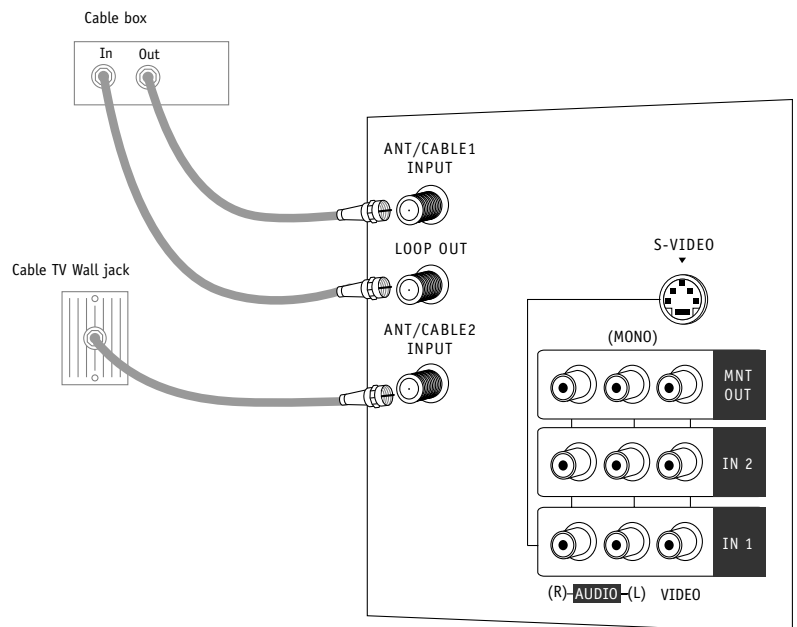 Cable box
In Out
ANT/CABLE1
INPUT
LOOP OUT
S-VIDEO
Cable TV Wall jack
ANT/CABLE2
INPUT
(MONO)
MNT
OUT
IN 2
IN 1
(R) AUDIO (L) VIDEO